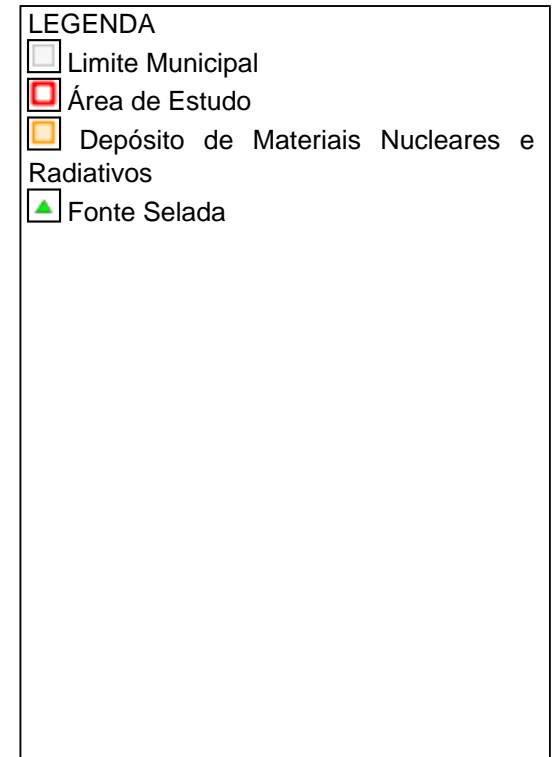 LEGENDA
Limite Municipal
Área de Estudo
Depósito de Materiais Nucleares e
Radiativos
Fonte Selada